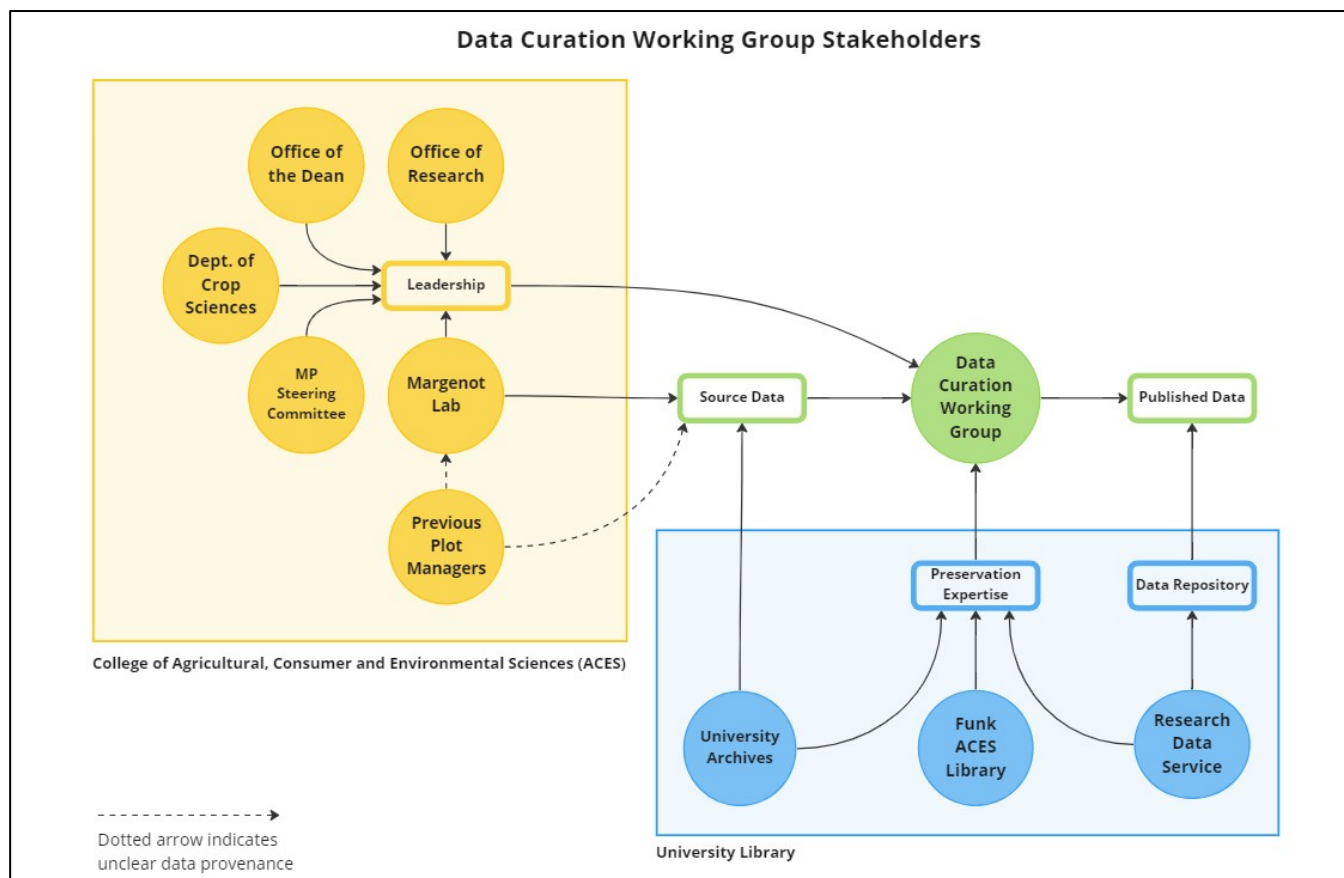 Data Curation Working Group Stakeholders
Office of
the Dean
Office of
Research
Dept. of
Crop
Sciences
Leadership
MP
Steering
Committee
Margenot
Lab
Previous
Plot
Managers
College of Agricultural, Consumer and Environmental Sciences (ACES)
Source Data
Data
Curation
Working
Group
Published Data
Preservation
Expertise
Data Repository
University
Archives
Funk
ACES
Library
Research
Data
Service
University Library
Dotted arrow indicates
unclear data provenance